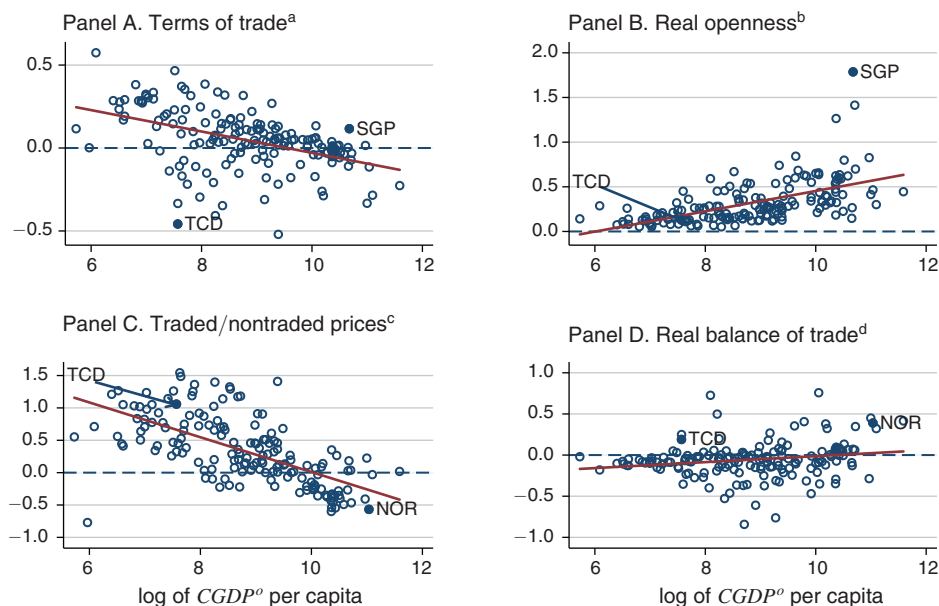 Panel A. Terms of tradeᵃ
0.5
0.0
−0.5
SGP
TCD
6 8 10 12
Panel B. Real opennessᵇ
2.0
1.5
1.0
0.5
0.0
SGP
TCD
6 8 10 12
Panel C. Traded/nontraded pricesᶜ
1.5
1.0
0.5
0.0
−0.5
−1.0
TCD
NOR
6 8 10 12
log of CGDPᵒ per capita
Panel D. Real balance of tradeᵈ
1.0
0.5
0.0
−0.5
−1.0
TCD
NOR
6 8 10 12
log of CGDPᵒ per capita